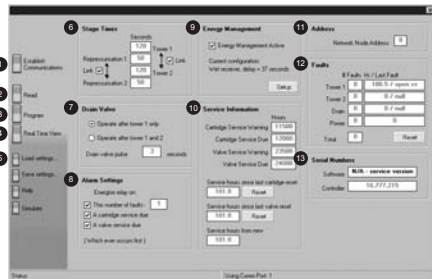 1 Establish Communications
2 Read
3 Program
4 Real Time View
5 Load settings...
Save settings...
Help
Simulate
6 Stage Times
Seconds
120 Tower 1
Repressurisation 1 50
Link Link
120 Tower 2
Repressurisation 2 50
7 Drain Valve
Operate after tower 1 only
Operate after tower 1 and 2
Drain valve pulse 3 seconds
8 Alarm Settings
Energise relay on:
This number of faults: 1
A cartridge service due
A valve service due
(Which ever occurs first)
9 Energy Management
Energy Management Active
Current configuration:
Wet receiver, delay = 37 seconds
Setup
10 Service Information
Hours
Cartridge Service Warning 11500
Cartridge Service Due 12000
Valve Service Warning 23500
Valve Service Due 24000
Service hours since last cartridge reset
101.0 Reset
Service hours since last valve reset
101.0 Reset
Service hours from new
101.0
11 Address
Network Node Address 0
12 Faults
# Faults Hr / Last Fault
Tower 1 0
Tower 2 0 0 / null
Drain 0 0 / null
Power 0 0
Total 0 Reset
13 Serial Numbers
Software N/A - service version
Controller 16,777,215
Status
Using Comm Port: 1